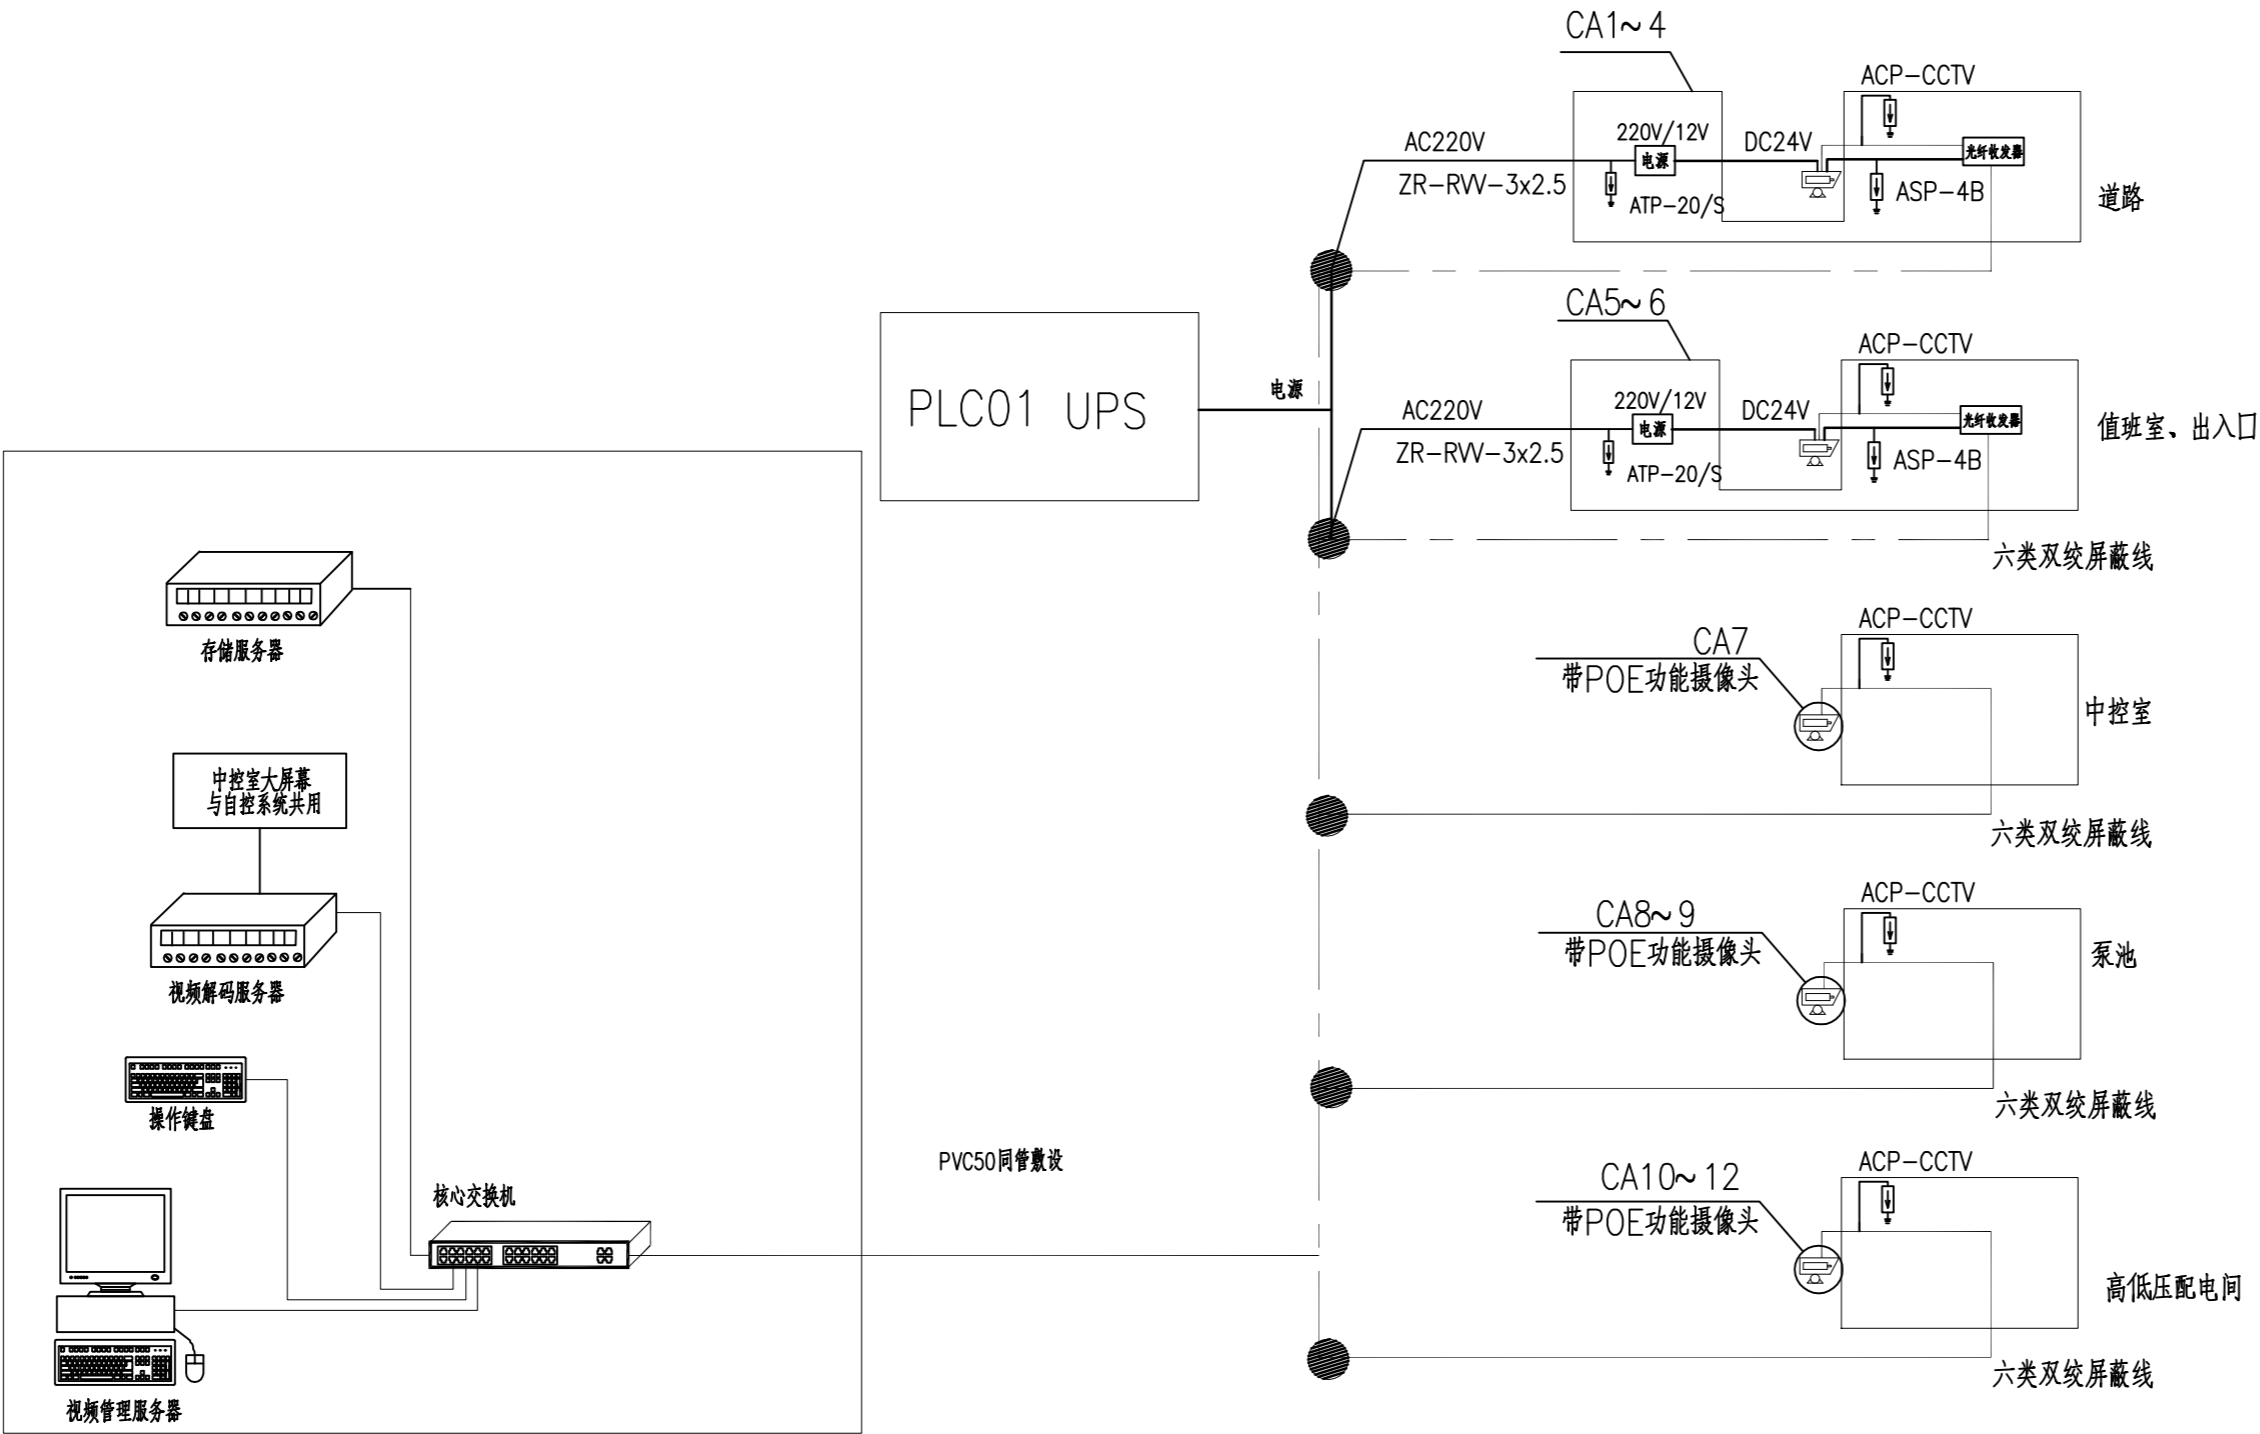 CA1~4
ACP-CCTV
AC220V
220V/12V
DC24V
电源
光纤收发器
ZR-RVV-3x2.5
ATP-20/S
ASP-4B
道路
CA5~6
ACP-CCTV
PLC01 UPS
电源
AC220V
220V/12V
DC24V
电源
光纤收发器
ZR-RVV-3x2.5
ATP-20/S
ASP-4B
值班室、出入口
六类双绞屏蔽线
存储服务器
ACP-CCTV
CA7
带POE功能摄像头
中控室
中控室大屏幕
与自控系统共用
六类双绞屏蔽线
ACP-CCTV
CA8~9
带POE功能摄像头
泵池
视频解码服务器
六类双绞屏蔽线
操作键盘
PVC50同管敷设
ACP-CCTV
CA10~12
带POE功能摄像头
核心交换机
高低压配电间
六类双绞屏蔽线
视频管理服务器